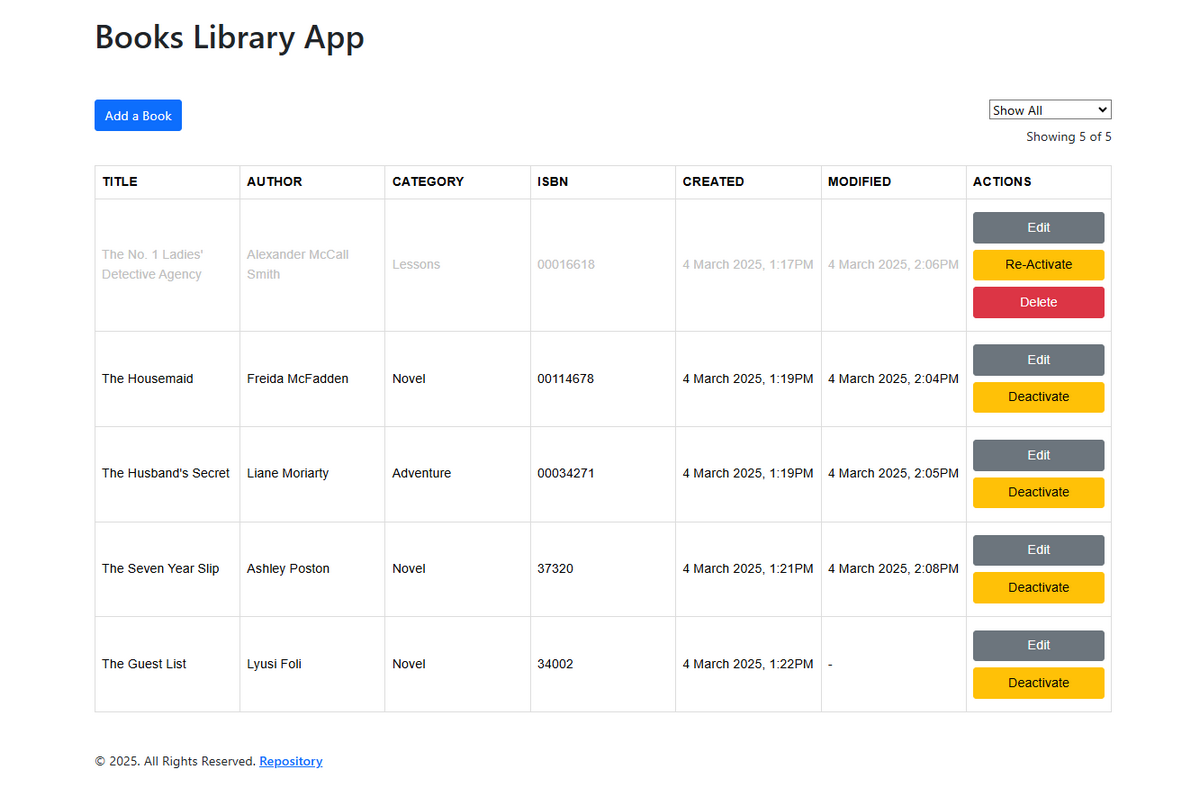 Books Library App
Add a Book
Show All
Showing 5 of 5
TITLE AUTHOR CATEGORY ISBN CREATED MODIFIED ACTIONS
The No. 1 Ladies' Detective Agency
Alexander McCall Smith
Lessons
00016618
4 March 2025, 1:17PM
4 March 2025, 2:06PM
Edit
Re-Activate
Delete
The Housemaid
Freida McFadden
Novel
00114678
4 March 2025, 1:19PM
4 March 2025, 2:04PM
Edit
Deactivate
The Husband's Secret
Liane Moriarty
Adventure
00034271
4 March 2025, 1:19PM
4 March 2025, 2:05PM
Edit
Deactivate
The Seven Year Slip
Ashley Poston
Novel
37320
4 March 2025, 1:21PM
4 March 2025, 2:08PM
Edit
Deactivate
The Guest List
Lyusi Foli
Novel
34002
4 March 2025, 1:22PM
-
Edit
Deactivate
© 2025. All Rights Reserved. Repository